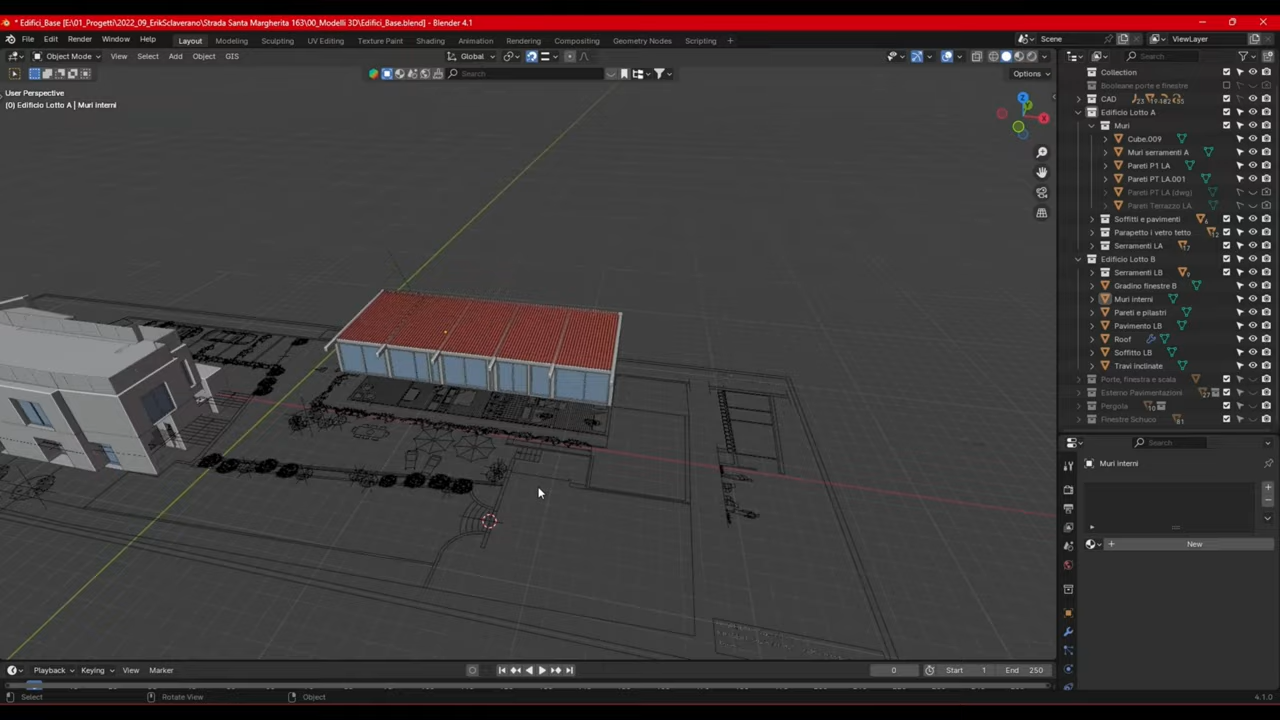 * Edifici_Base [E:\01_Progetti\2022_09_ErikSclaverano\Strada Santa Margherita 163\00_Modelli 3D\Edifici_Base.blend] - Blender 4.1
File Edit Render Window Help Layout Modeling Sculpting UV Editing Texture Paint Shading Animation Rendering Compositing Geometry Nodes Scripting + Scene ViewLayer
Object Mode View Select Add Object GIS Global Search
Search Options
User Perspective
(0) Edificio Lotto A | Muri interni
Z
Y
X
Collection
Booleane porte e finestre
CAD
Edificio Lotto A
Muri
Cube.009
Muri serramenti A
Pareti P1 LA
Pareti PT LA.001
Pareti PT LA (dwg)
Pareti Terrazzo LA
Soffitti e pavimenti
Parapetto i vetro tetto
Serramenti LA
Edificio Lotto B
Serramenti LB
Gradino finestre B
Muri interni
Pareti e pilastri
Pavimento LB
Roof
Soffitto LB
Travi inclinate
Porte, finestra e scala
Esterno Pavimentazioni
Pergola
Finestre Schuco
Search
Muri interni
New
Playback Keying View Marker 0 Start 1 End 250
Select Rotate View Object 4.1.0